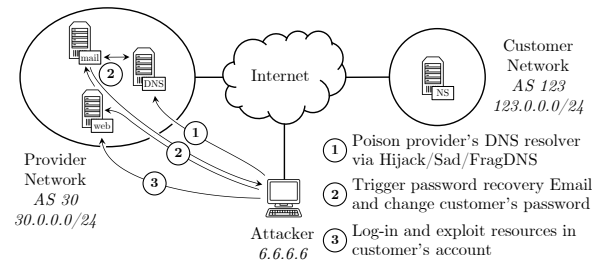 mail
2
DNS
Internet
NS
Customer
Network
AS 123
123.0.0.0/24
web
1
2
3
Provider
Network
AS 30
30.0.0.0/24
Attacker
6.6.6.6
1 Poison provider's DNS resolver
via Hijack/Sad/FragDNS
2 Trigger password recovery Email
and change customer's password
3 Log-in and exploit resources in
customer's account